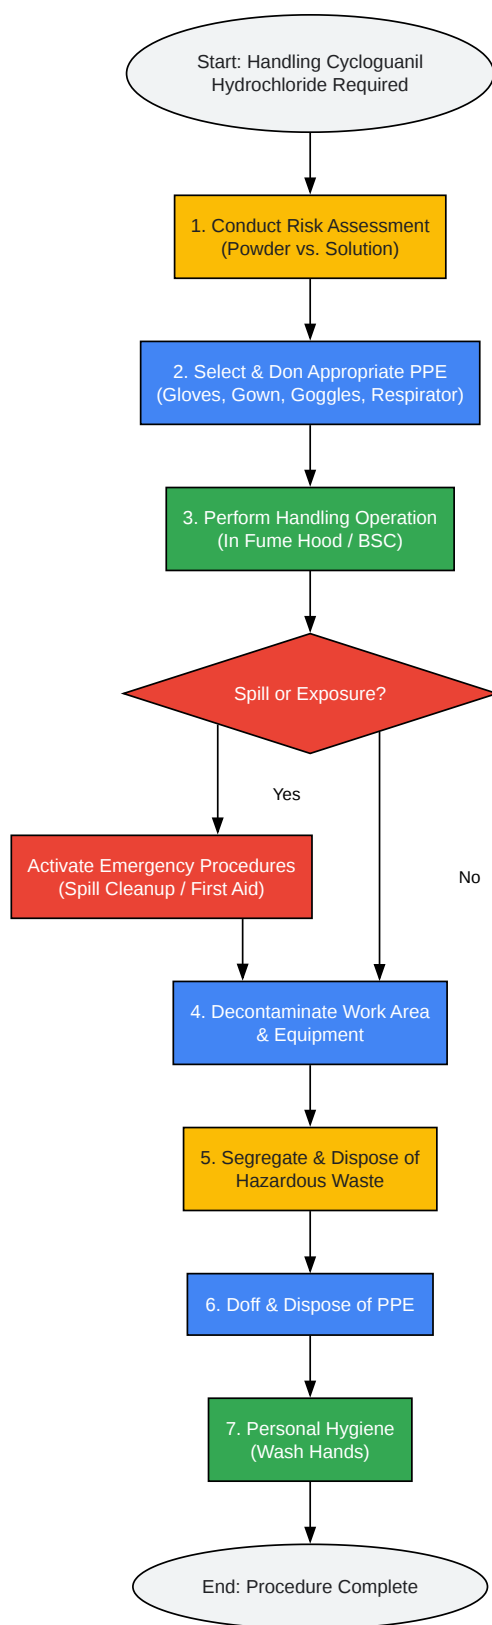 Start: Handling Cycloguanil
Hydrochloride Required
1. Conduct Risk Assessment
(Powder vs. Solution)
2. Select & Don Appropriate PPE
(Gloves, Gown, Goggles, Respirator)
3. Perform Handling Operation
(In Fume Hood / BSC)
Spill or Exposure?
Yes
Activate Emergency Procedures
(Spill Cleanup / First Aid)
No
4. Decontaminate Work Area
& Equipment
5. Segregate & Dispose of
Hazardous Waste
6. Doff & Dispose of PPE
7. Personal Hygiene
(Wash Hands)
End: Procedure Complete